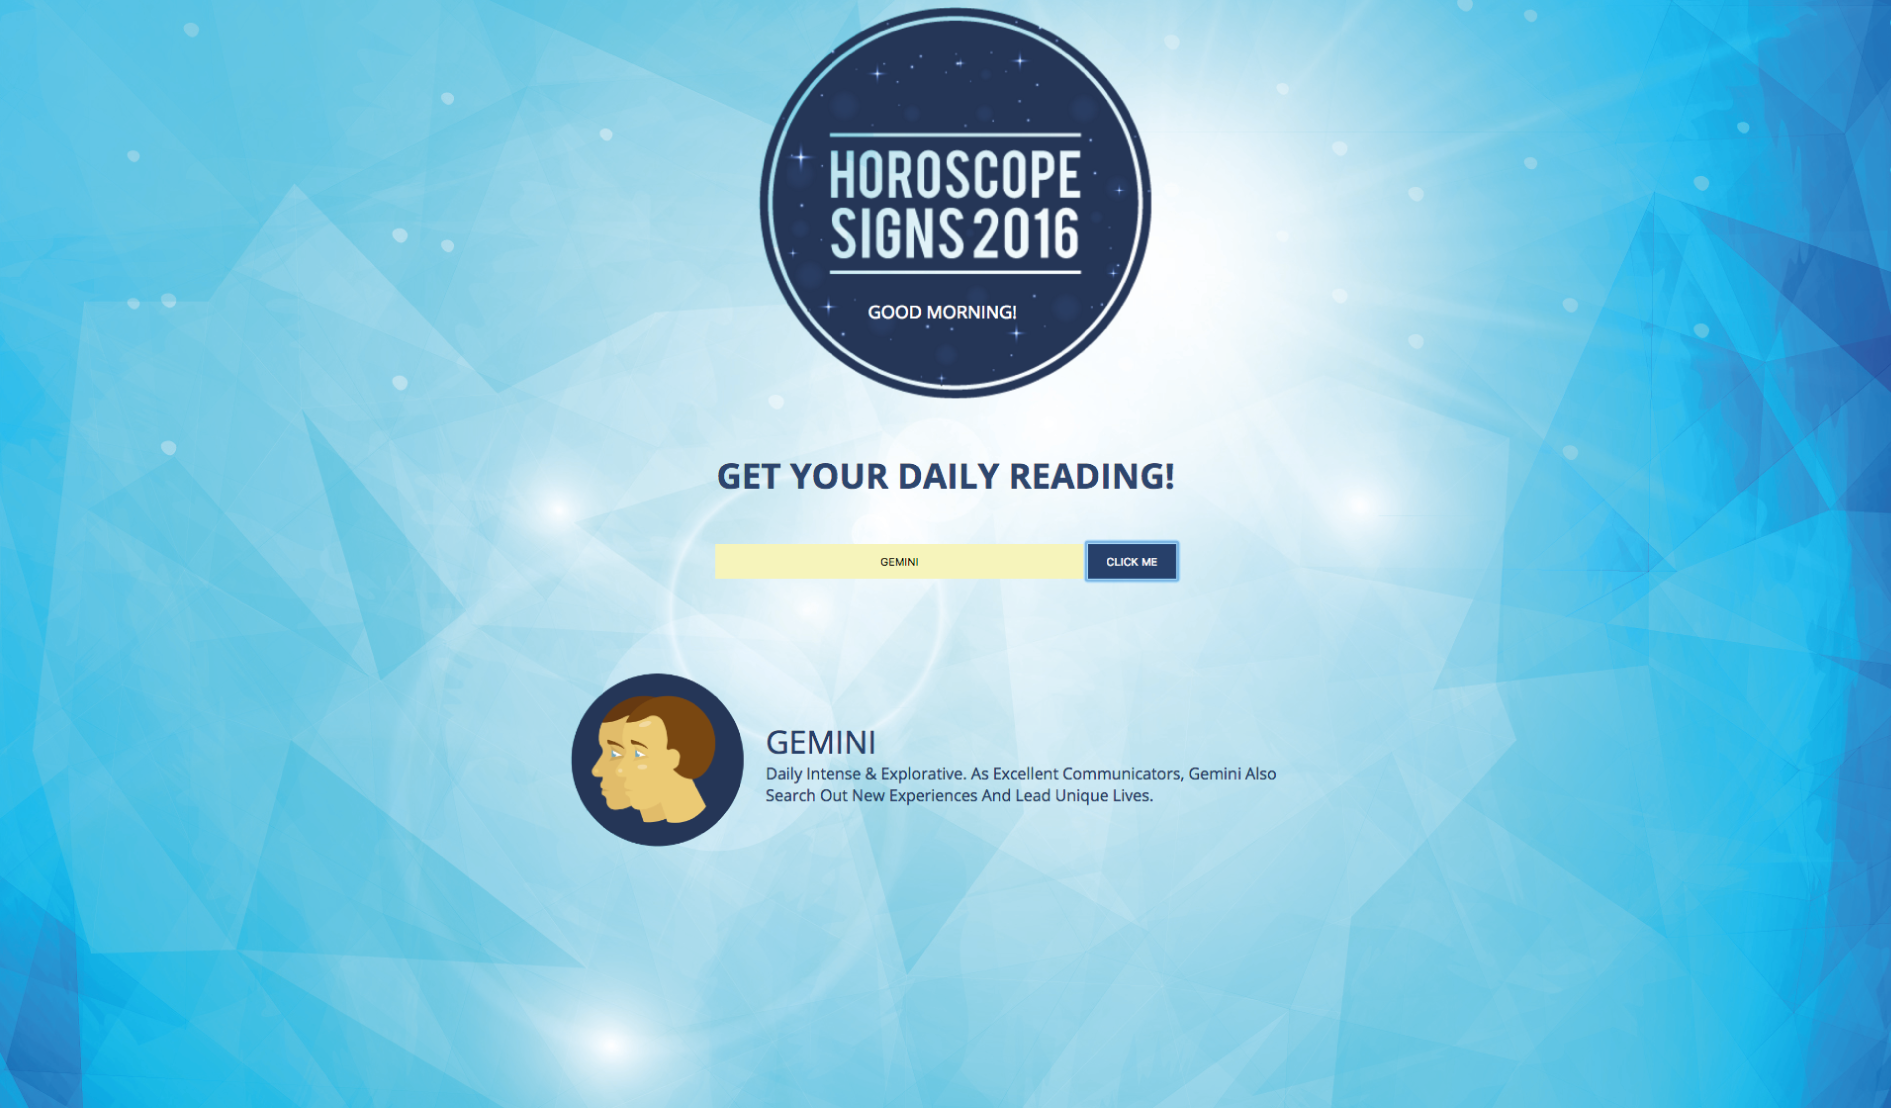 HOROSCOPE
SIGNS 2016
GOOD MORNING!
GET YOUR DAILY READING!
GEMINI
CLICK ME
GEMINI
Daily Intense & Explorative. As Excellent Communicators, Gemini Also
Search Out New Experiences And Lead Unique Lives.